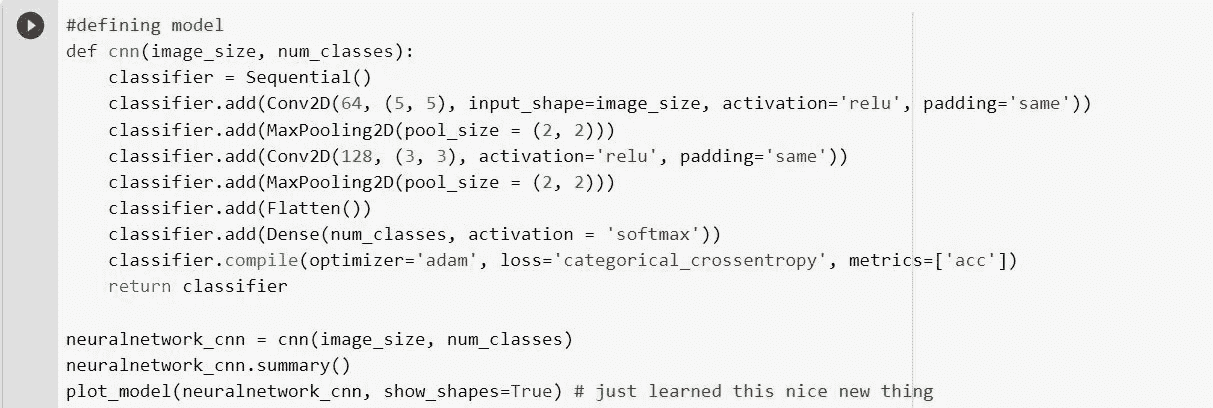 #defining model
def cnn(image_size, num_classes):
    classifier = Sequential()
    classifier.add(Conv2D(64, (5, 5), input_shape=image_size, activation='relu', padding='same'))
    classifier.add(MaxPooling2D(pool_size = (2, 2)))
    classifier.add(Conv2D(128, (3, 3), activation='relu', padding='same'))
    classifier.add(MaxPooling2D(pool_size = (2, 2)))
    classifier.add(Flatten())
    classifier.add(Dense(num_classes, activation = 'softmax'))
    classifier.compile(optimizer='adam', loss='categorical_crossentropy', metrics=['acc'])
    return classifier

neuralnetwork_cnn = cnn(image_size, num_classes)
neuralnetwork_cnn.summary()
plot_model(neuralnetwork_cnn, show_shapes=True) # just learned this nice new thing